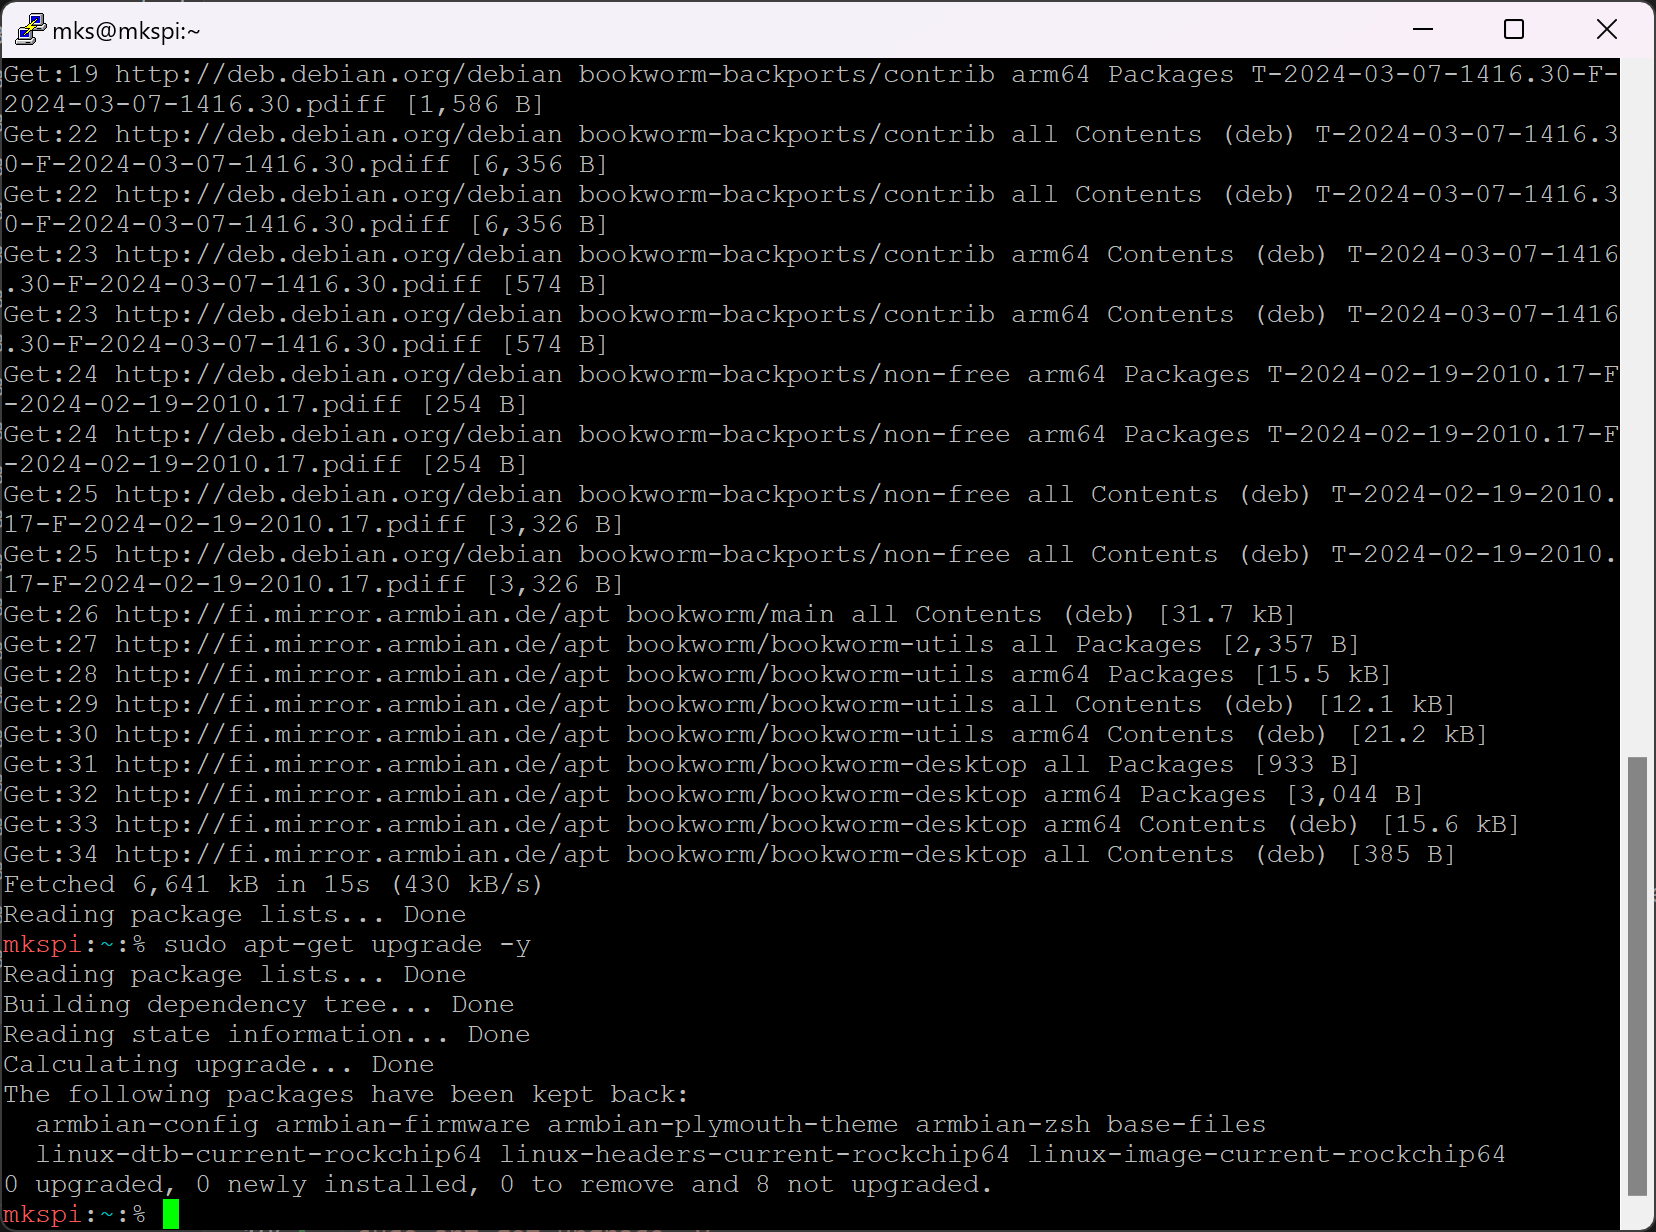 mks@mkspi:~
Get:19 http://deb.debian.org/debian bookworm-backports/contrib arm64 Packages T-2024-03-07-1416.30-F-
2024-03-07-1416.30.pdiff [1,586 B]
Get:22 http://deb.debian.org/debian bookworm-backports/contrib all Contents (deb) T-2024-03-07-1416.3
0-F-2024-03-07-1416.30.pdiff [6,356 B]
Get:22 http://deb.debian.org/debian bookworm-backports/contrib all Contents (deb) T-2024-03-07-1416.3
0-F-2024-03-07-1416.30.pdiff [6,356 B]
Get:23 http://deb.debian.org/debian bookworm-backports/contrib arm64 Contents (deb) T-2024-03-07-1416
.30-F-2024-03-07-1416.30.pdiff [574 B]
Get:23 http://deb.debian.org/debian bookworm-backports/contrib arm64 Contents (deb) T-2024-03-07-1416
.30-F-2024-03-07-1416.30.pdiff [574 B]
Get:24 http://deb.debian.org/debian bookworm-backports/non-free arm64 Packages T-2024-02-19-2010.17-F
-2024-02-19-2010.17.pdiff [254 B]
Get:24 http://deb.debian.org/debian bookworm-backports/non-free arm64 Packages T-2024-02-19-2010.17-F
-2024-02-19-2010.17.pdiff [254 B]
Get:25 http://deb.debian.org/debian bookworm-backports/non-free all Contents (deb) T-2024-02-19-2010.
17-F-2024-02-19-2010.17.pdiff [3,326 B]
Get:25 http://deb.debian.org/debian bookworm-backports/non-free all Contents (deb) T-2024-02-19-2010.
17-F-2024-02-19-2010.17.pdiff [3,326 B]
Get:26 http://fi.mirror.armbian.de/apt bookworm/main all Contents (deb) [31.7 kB]
Get:27 http://fi.mirror.armbian.de/apt bookworm/bookworm-utils all Packages [2,357 B]
Get:28 http://fi.mirror.armbian.de/apt bookworm/bookworm-utils arm64 Packages [15.5 kB]
Get:29 http://fi.mirror.armbian.de/apt bookworm/bookworm-utils all Contents (deb) [12.1 kB]
Get:30 http://fi.mirror.armbian.de/apt bookworm/bookworm-utils arm64 Contents (deb) [21.2 kB]
Get:31 http://fi.mirror.armbian.de/apt bookworm/bookworm-desktop all Packages [933 B]
Get:32 http://fi.mirror.armbian.de/apt bookworm/bookworm-desktop arm64 Packages [3,044 B]
Get:33 http://fi.mirror.armbian.de/apt bookworm/bookworm-desktop arm64 Contents (deb) [15.6 kB]
Get:34 http://fi.mirror.armbian.de/apt bookworm/bookworm-desktop all Contents (deb) [385 B]
Fetched 6,641 kB in 15s (430 kB/s)
Reading package lists... Done
mkspi:~:% sudo apt-get upgrade -y
Reading package lists... Done
Building dependency tree... Done
Reading state information... Done
Calculating upgrade... Done
The following packages have been kept back:
  armbian-config armbian-firmware armbian-plymouth-theme armbian-zsh base-files
  linux-dtb-current-rockchip64 linux-headers-current-rockchip64 linux-image-current-rockchip64
0 upgraded, 0 newly installed, 0 to remove and 8 not upgraded.
mkspi:~:%